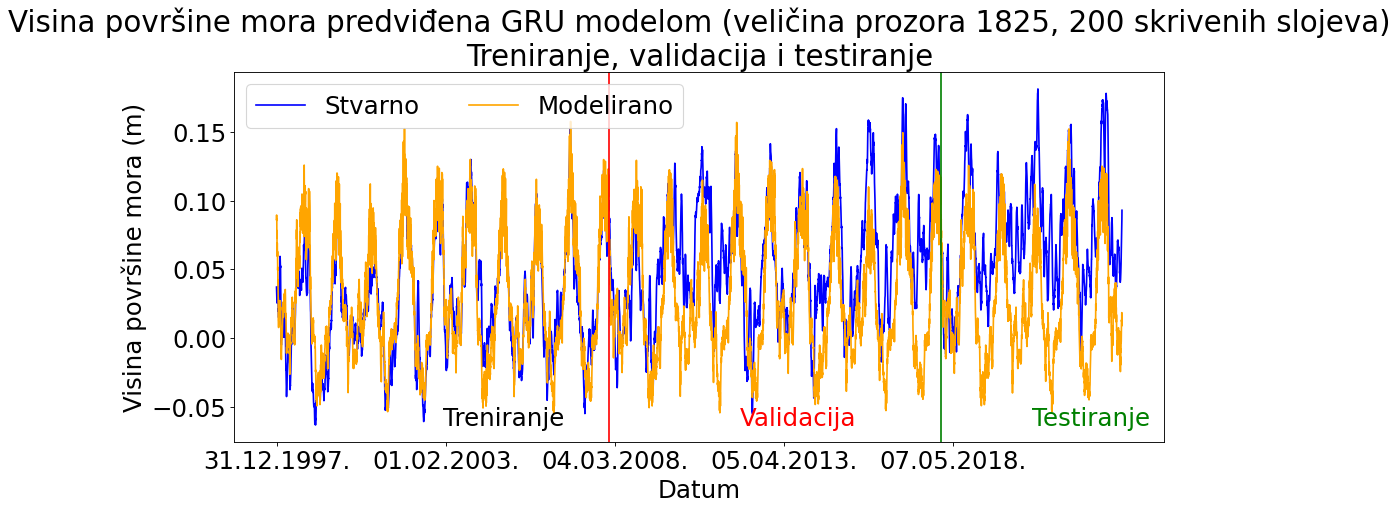 Visina površine mora predviđena GRU modelom (veličina prozora 1825, 200 skrivenih slojeva)
Treniranje, validacija i testiranje
Stvarno
Modelirano
Visina površine mora (m)
0.15
0.10
0.05
0.00
−0.05
Treniranje
Validacija
Testiranje
31.12.1997.
01.02.2003.
04.03.2008.
05.04.2013.
07.05.2018.
Datum